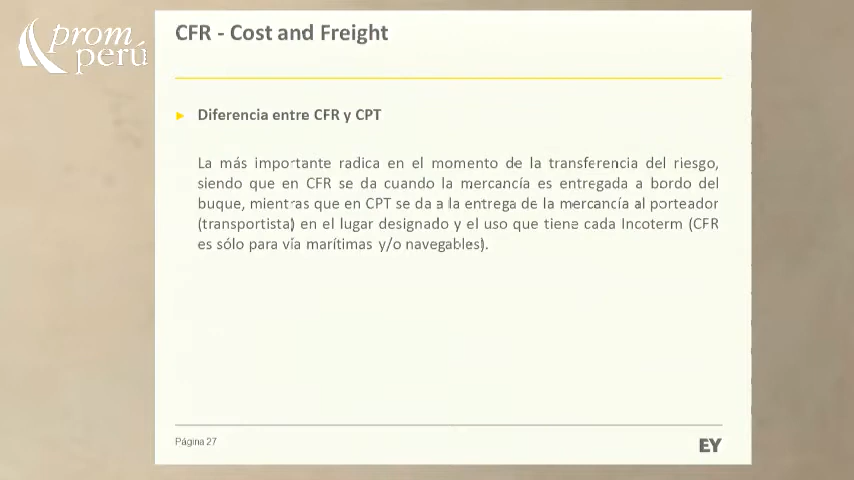 prom
perú
CFR - Cost and Freight
► Diferencia entre CFR y CPT
La más importante radica en el momento de la transferencia del riesgo,
siendo que en CFR se da cuando la mercancía es entregada a bordo del
buque, mientras que en CPT se da a la entrega de la mercancía al porteador
(transportista) en el lugar designado y el uso que tiene cada Incoterm (CFR
es sólo para vía marítimas y/o navegables).
Página 27
EY